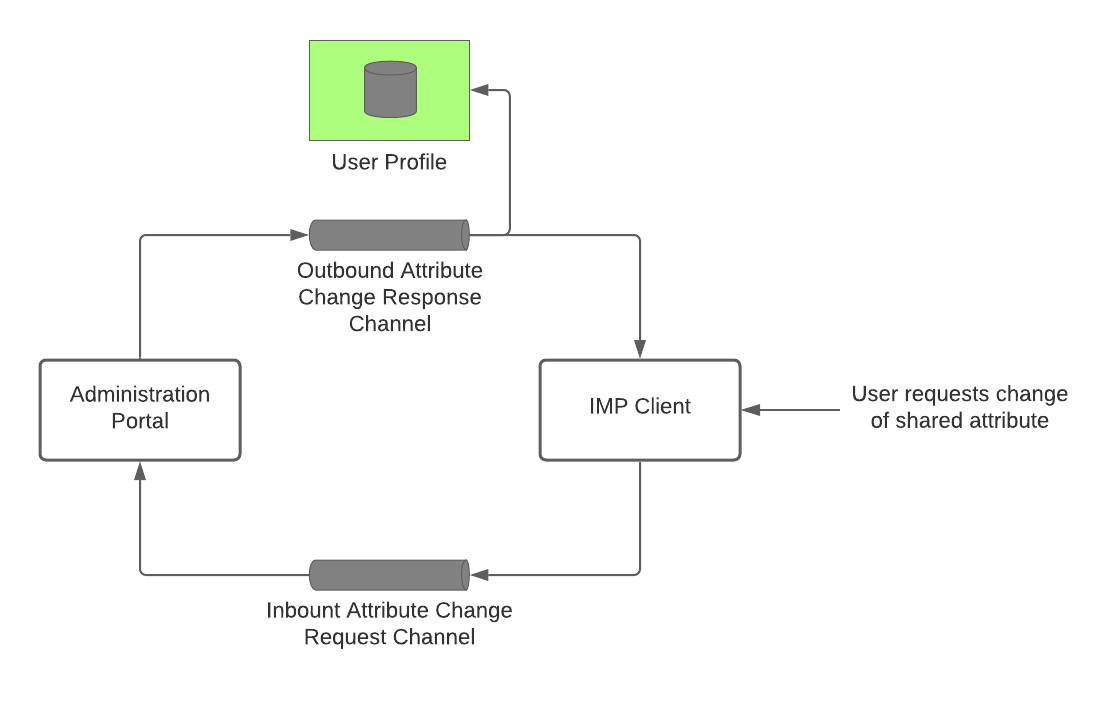 User Profile
Outbound Attribute
Change Response
Channel
Administration
Portal
IMP Client
User requests change
of shared attribute
Inbount Attribute Change
Request Channel